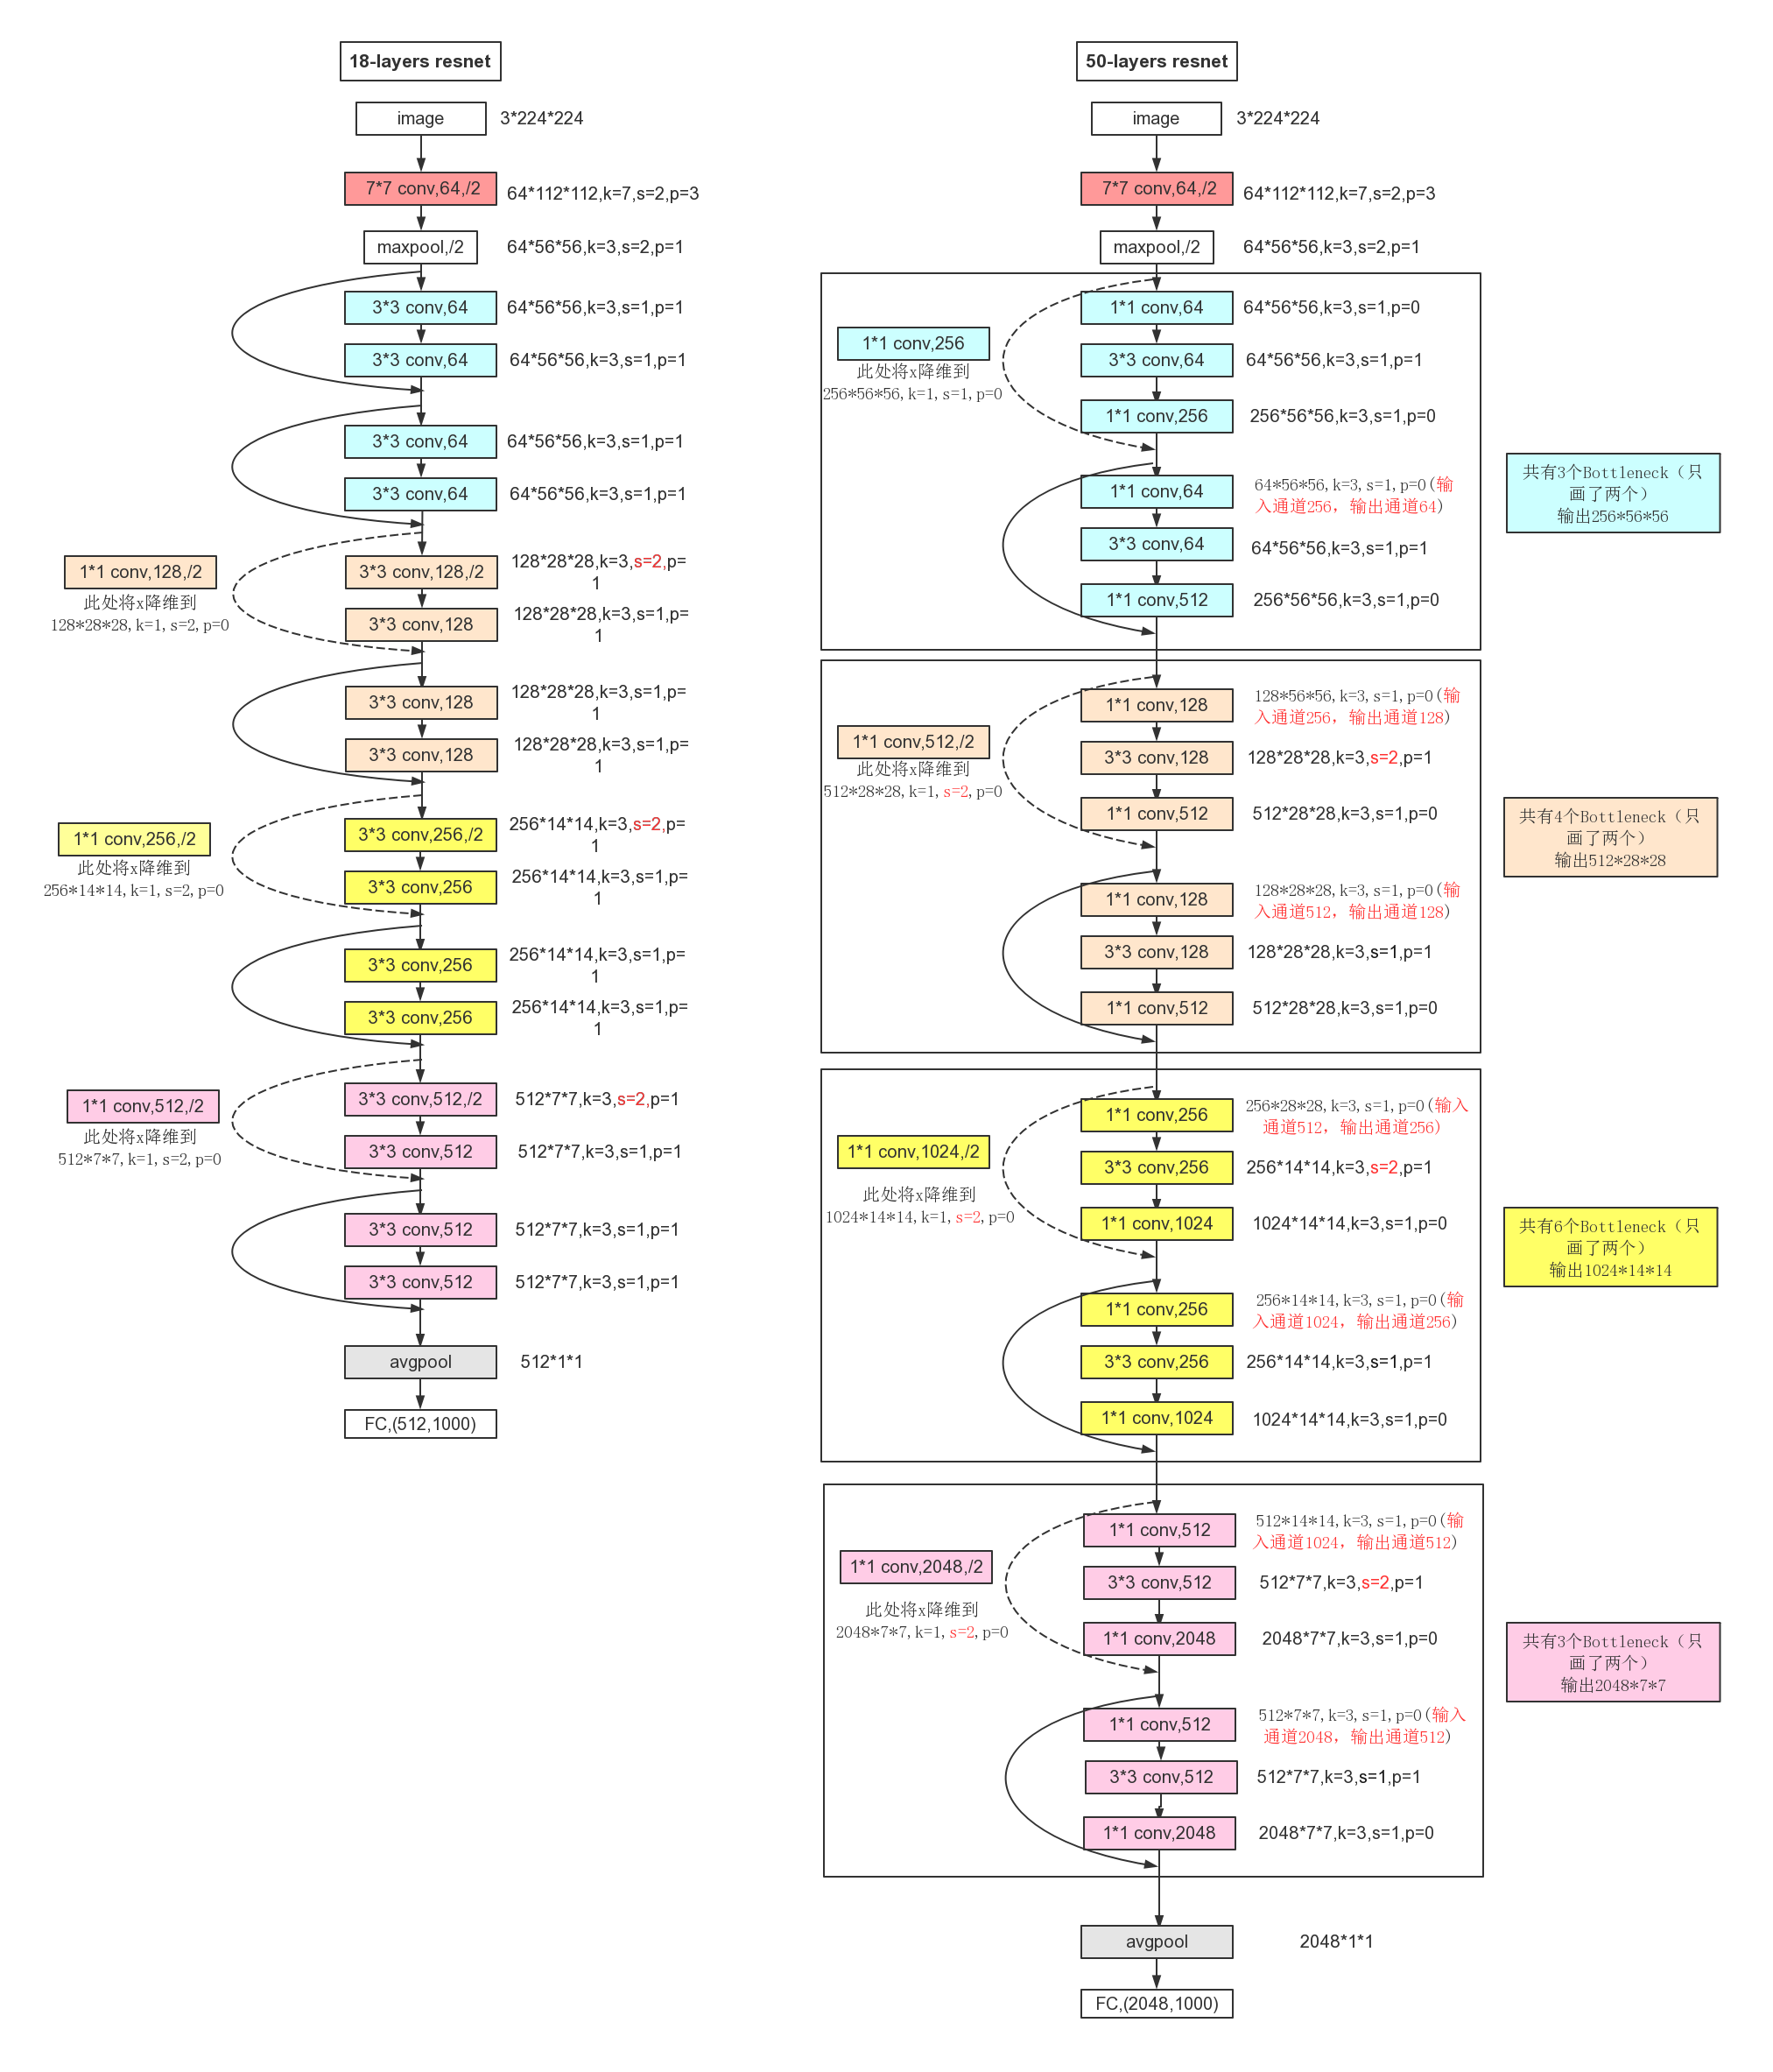 18-layers resnet
image
3*224*224
7*7 conv,64,/2
64*112*112,k=7,s=2,p=3
maxpool,/2
64*56*56,k=3,s=2,p=1
3*3 conv,64
64*56*56,k=3,s=1,p=1
3*3 conv,64
64*56*56,k=3,s=1,p=1
3*3 conv,64
64*56*56,k=3,s=1,p=1
3*3 conv,64
64*56*56,k=3,s=1,p=1
1*1 conv,128,/2
此处将x降维到
128*28*28,k=1,s=2,p=0
3*3 conv,128,/2
128*28*28,k=3,s=2,p=
1
3*3 conv,128
128*28*28,k=3,s=1,p=
1
3*3 conv,128
128*28*28,k=3,s=1,p=
1
3*3 conv,128
128*28*28,k=3,s=1,p=
1
1*1 conv,256,/2
此处将x降维到
256*14*14,k=1,s=2,p=0
3*3 conv,256,/2
256*14*14,k=3,s=2,p=
1
3*3 conv,256
256*14*14,k=3,s=1,p=
1
3*3 conv,256
256*14*14,k=3,s=1,p=
1
3*3 conv,256
256*14*14,k=3,s=1,p=
1
1*1 conv,512,/2
此处将x降维到
512*7*7,k=1,s=2,p=0
3*3 conv,512,/2
512*7*7,k=3,s=2,p=1
3*3 conv,512
512*7*7,k=3,s=1,p=1
3*3 conv,512
512*7*7,k=3,s=1,p=1
3*3 conv,512
512*7*7,k=3,s=1,p=1
avgpool
512*1*1
FC,(512,1000)
50-layers resnet
image
3*224*224
7*7 conv,64,/2
64*112*112,k=7,s=2,p=3
maxpool,/2
64*56*56,k=3,s=2,p=1
1*1 conv,256
此处将x降维到
256*56*56,k=1,s=1,p=0
1*1 conv,64
64*56*56,k=3,s=1,p=0
3*3 conv,64
64*56*56,k=3,s=1,p=1
1*1 conv,256
256*56*56,k=3,s=1,p=0
1*1 conv,64
64*56*56,k=3,s=1,p=0(输
入通道256，输出通道64)
3*3 conv,64
64*56*56,k=3,s=1,p=1
1*1 conv,512
256*56*56,k=3,s=1,p=0
共有3个Bottleneck（只
画了两个）
输出256*56*56
1*1 conv,512,/2
此处将x降维到
512*28*28,k=1,s=2,p=0
1*1 conv,128
128*56*56,k=3,s=1,p=0(输
入通道256，输出通道128)
3*3 conv,128
128*28*28,k=3,s=2,p=1
1*1 conv,512
512*28*28,k=3,s=1,p=0
1*1 conv,128
128*28*28,k=3,s=1,p=0(输
入通道512，输出通道128)
3*3 conv,128
128*28*28,k=3,s=1,p=1
1*1 conv,512
512*28*28,k=3,s=1,p=0
共有4个Bottleneck（只
画了两个）
输出512*28*28
1*1 conv,1024,/2
此处将x降维到
1024*14*14,k=1,s=2,p=0
1*1 conv,256
256*28*28,k=3,s=1,p=0(输入
通道512，输出通道256)
3*3 conv,256
256*14*14,k=3,s=2,p=1
1*1 conv,1024
1024*14*14,k=3,s=1,p=0
1*1 conv,256
256*14*14,k=3,s=1,p=0(输
入通道1024，输出通道256)
3*3 conv,256
256*14*14,k=3,s=1,p=1
1*1 conv,1024
1024*14*14,k=3,s=1,p=0
共有6个Bottleneck（只
画了两个）
输出1024*14*14
1*1 conv,2048,/2
此处将x降维到
2048*7*7,k=1,s=2,p=0
1*1 conv,512
512*14*14,k=3,s=1,p=0(输
入通道1024，输出通道512)
3*3 conv,512
512*7*7,k=3,s=2,p=1
1*1 conv,2048
2048*7*7,k=3,s=1,p=0
1*1 conv,512
512*7*7,k=3,s=1,p=0(输入
通道2048，输出通道512)
3*3 conv,512
512*7*7,k=3,s=1,p=1
1*1 conv,2048
2048*7*7,k=3,s=1,p=0
共有3个Bottleneck（只
画了两个）
输出2048*7*7
avgpool
2048*1*1
FC,(2048,1000)